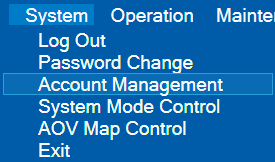 System Operation
Log Out
Password Change
Account Management
System Mode Control
AOV Map Control
Exit